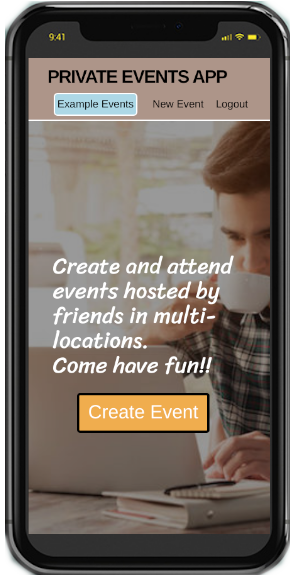 9:41
PRIVATE EVENTS APP
Example Events New Event Logout
Create and attend
events hosted by
friends in multi-
locations.
Come have fun!!
Create Event